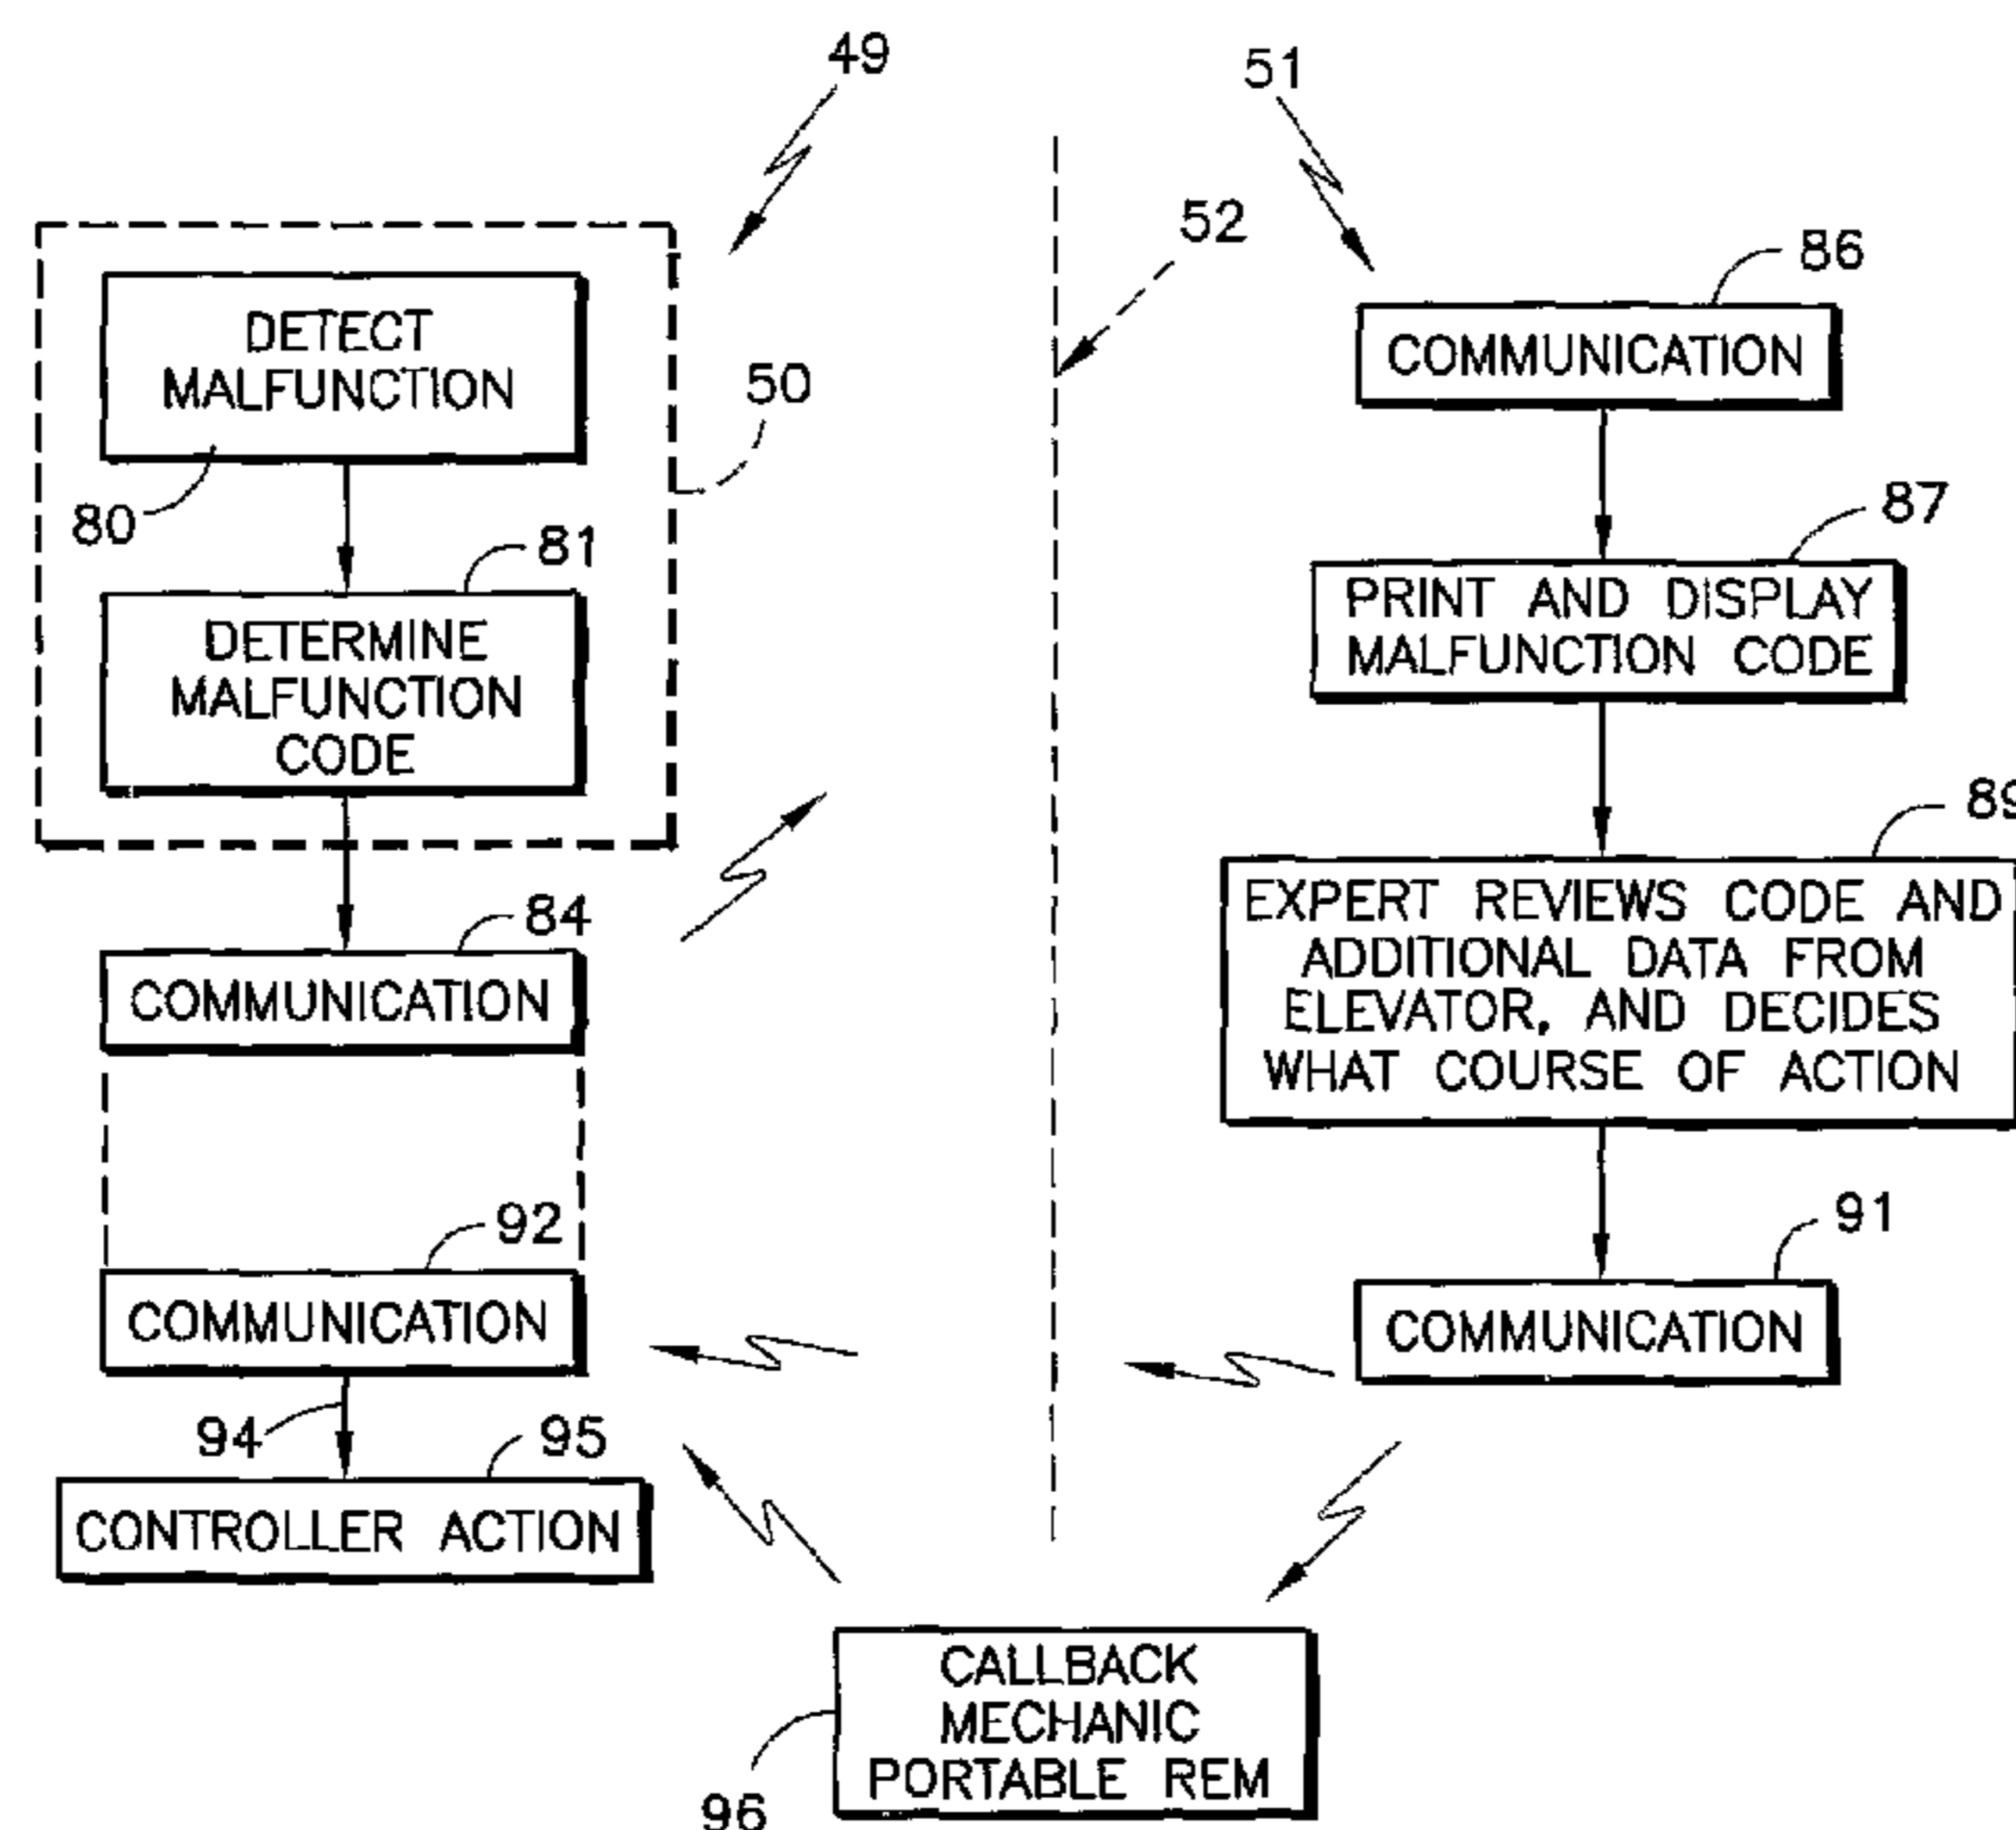 49
51
52
86
DETECT
MALFUNCTION
COMMUNICATION
50
80
81
87
DETERMINE
MALFUNCTION
CODE
PRINT AND DISPLAY
MALFUNCTION CODE
89
84
COMMUNICATION
EXPERT REVIEWS CODE AND
ADDITIONAL DATA FROM
ELEVATOR, AND DECIDES
WHAT COURSE OF ACTION
92
91
COMMUNICATION
COMMUNICATION
94
95
CONTROLLER ACTION
CALLBACK
MECHANIC
PORTABLE REM
96